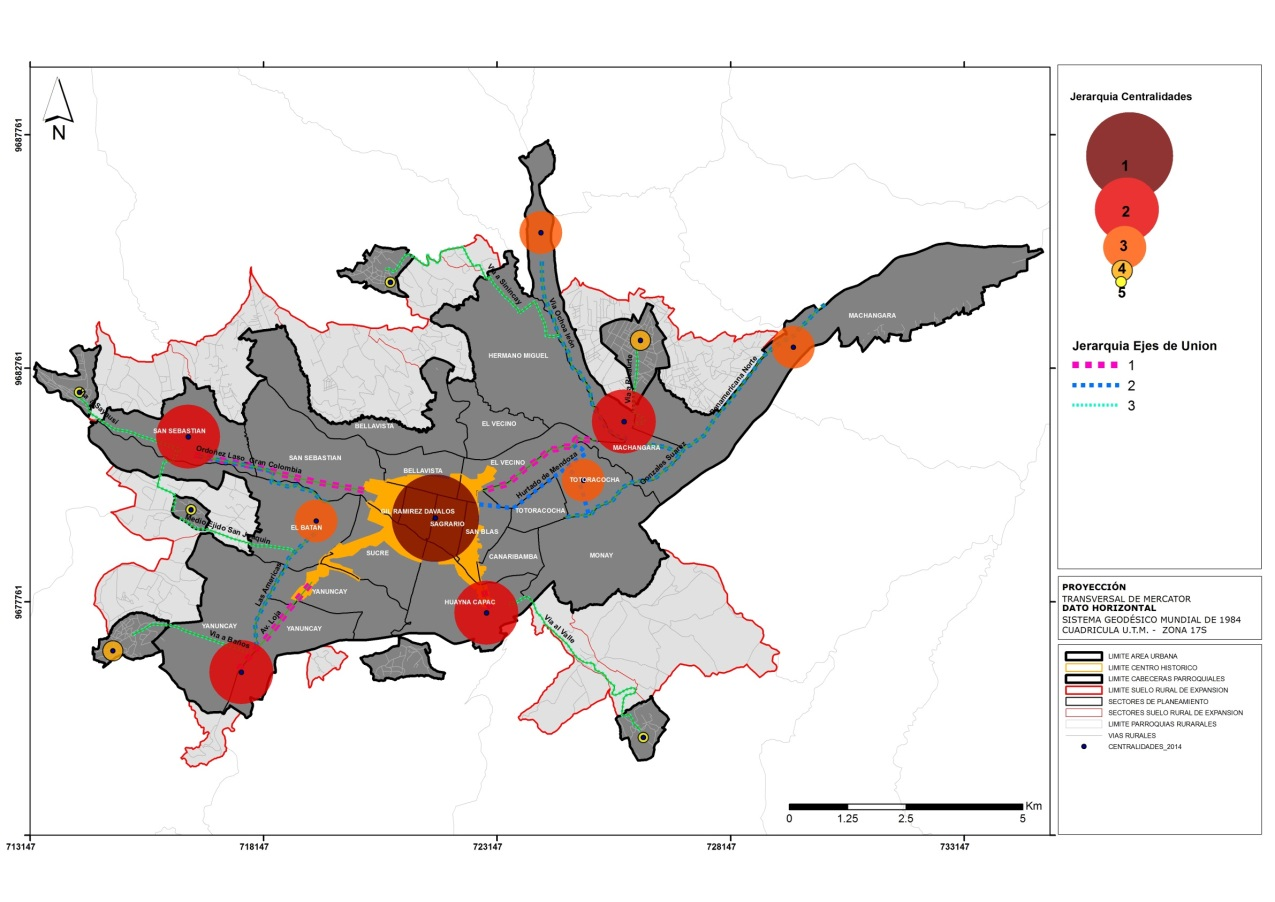 N
9687761
9682761
9677761
713147
718147
723147
728147
733147
MACHANGARA
Via a Sinincay
Via Ochoa león
HERMANO MIGUEL
Panamericana Norte
SAN SEBASTIAN
BELLAVISTA
EL VECINO
MACHANGARA
Ordoñez Laso_Gran Colombia
SAN SEBASTIAN
BELLAVISTA
EL VECINO
Hurtado de Mendoza
Gonzales Suarez
TOTORACOCHA
GIL RAMIREZ DAVALOS
SAGRARIO
SAN BLAS
TOTORACOCHA
EL BATÁN
Medio Ejido San Joaquin
SUCRE
CANARIBAMBA
MONAY
Las Americas
YANUNCAY
HUAYNA CAPAC
Av. Loja
YANUNCAY
YANUNCAY
Via a Baños
Via al Valle
0
1.25
2.5
5
Km
Jerarquia Centralidades
1
2
3
4
5
Jerarquia Ejes de Union
1
2
3
PROYECCIÓN
TRANSVERSAL DE MERCATOR
DATO HORIZONTAL
SISTEMA GEODÉSICO MUNDIAL DE 1984
CUADRICULA U.T.M. - ZONA 17S
LIMITE AREA URBANA
LIMITE CENTRO HISTORICO
LIMITE CABECERAS PARROQUIALES
LIMITE SUELO RURAL DE EXPANSION
SECTORES DE PLANEAMIENTO
SECTORES SUELO RURAL DE EXPANSION
LIMITE PARROQUIAS RURARALES
VIAS RURALES
CENTRALIDADES_2014